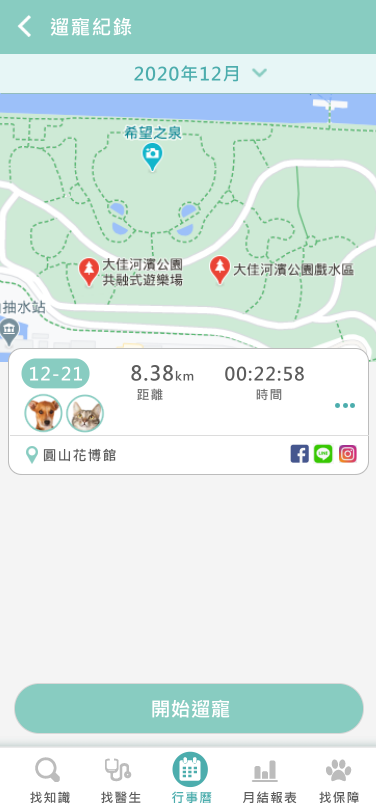 遛寵紀錄
2020年12月
希望之泉
大佳河濱公園
共融式遊樂場
大佳河濱公園戲水區
抽水站
12-21
8.38km
00:22:58
距離
時間
圓山花博館
LINE
開始遛寵
找知識
找醫生
行事曆
月結報表
找保障